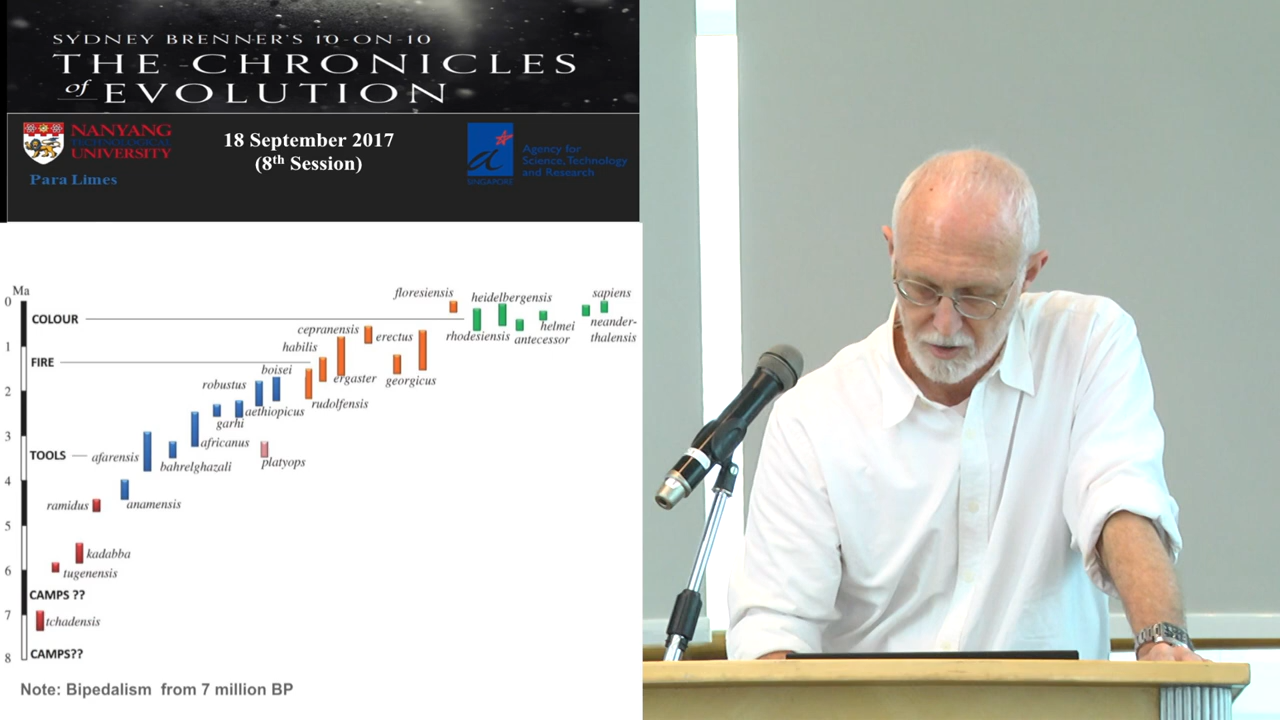 SYDNEY BRENNER'S 10-ON-10
THE CHRONICLES
of EVOLUTION
NANYANG
TECHNOLOGICAL
UNIVERSITY
Para Limes
18 September 2017
(8th Session)
SINGAPORE
Agency for
Science, Technology
and Research
Ma
0
1
2
3
4
5
6
7
8
COLOUR
FIRE
TOOLS
CAMPS ??
CAMPS??
floresiensis
heidelbergensis
sapiens
rhodesiensis
antecessor
helmei
neander-
thalensis
cepranensis
erectus
habilis
ergaster
georgicus
boisei
robustus
rudolfensis
aethiopicus
garhi
africanus
afarensis
bahrelghazali
platyops
ramidus
anamensis
kadabba
tugenensis
tchadensis
Note: Bipedalism from 7 million BP